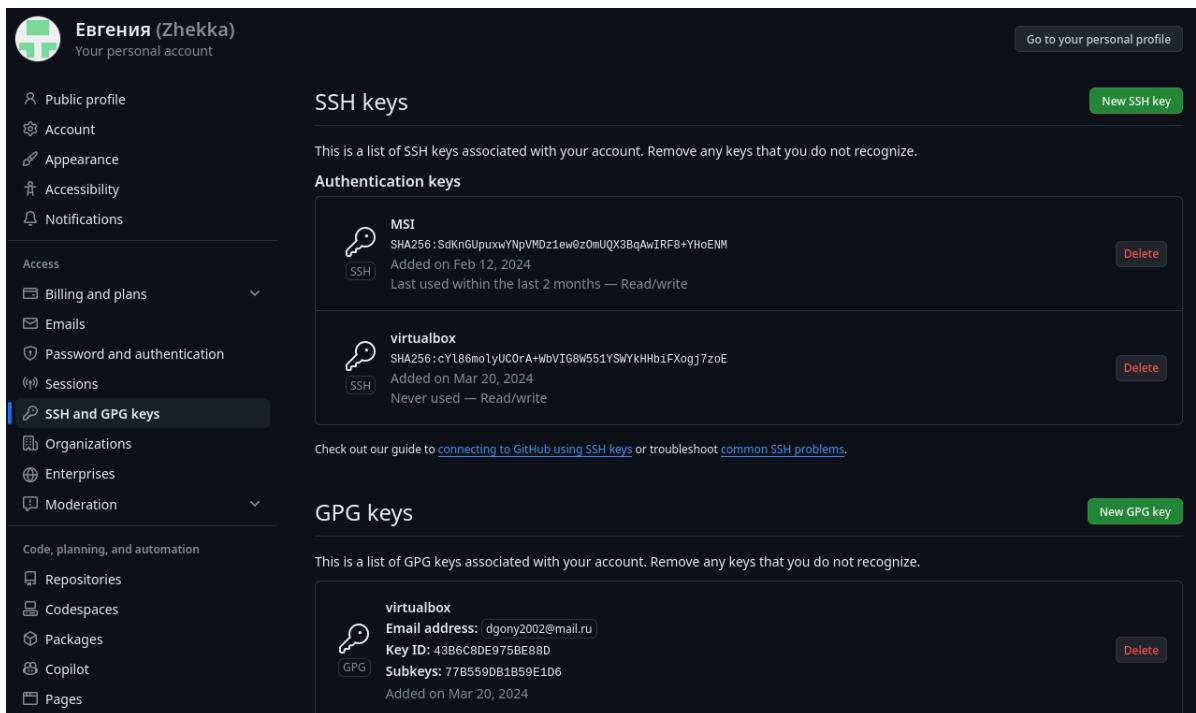 Евгения (Zhekka)
Your personal account
Go to your personal profile
Public profile
Account
Appearance
Accessibility
Notifications
Access
Billing and plans
Emails
Password and authentication
Sessions
SSH and GPG keys
Organizations
Enterprises
Moderation
Code, planning, and automation
Repositories
Codespaces
Packages
Copilot
Pages
SSH keys
New SSH key
This is a list of SSH keys associated with your account. Remove any keys that you do not recognize.
Authentication keys
MSI
SHA256:SdKnGUpuxwYNpVMDz1ew0zOmUQX3BqAwIRF8+YHoENM
Added on Feb 12, 2024
Last used within the last 2 months — Read/write
SSH
Delete
virtualbox
SHA256:cYl86molyUCOrA+WbVIG8W551YSWYkHHbiFXogj7zoE
Added on Mar 20, 2024
Never used — Read/write
SSH
Delete
Check out our guide to connecting to GitHub using SSH keys or troubleshoot common SSH problems.
GPG keys
New GPG key
This is a list of GPG keys associated with your account. Remove any keys that you do not recognize.
virtualbox
Email address: dgony2002@mail.ru
Key ID: 43B6C8DE975BE88D
Subkeys: 77B559DB1B59E1D6
Added on Mar 20, 2024
GPG
Delete